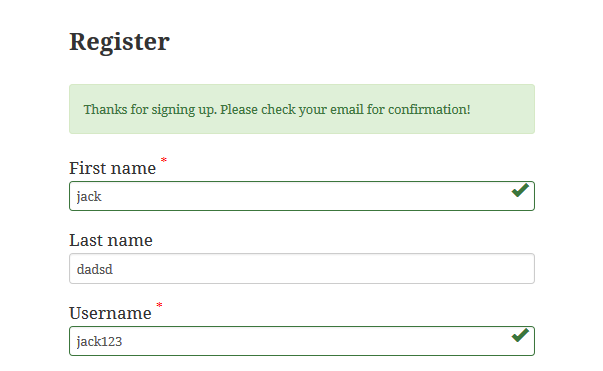 Register
Thanks for signing up. Please check your email for confirmation!
First name *
jack
Last name
dadsd
Username *
jack123